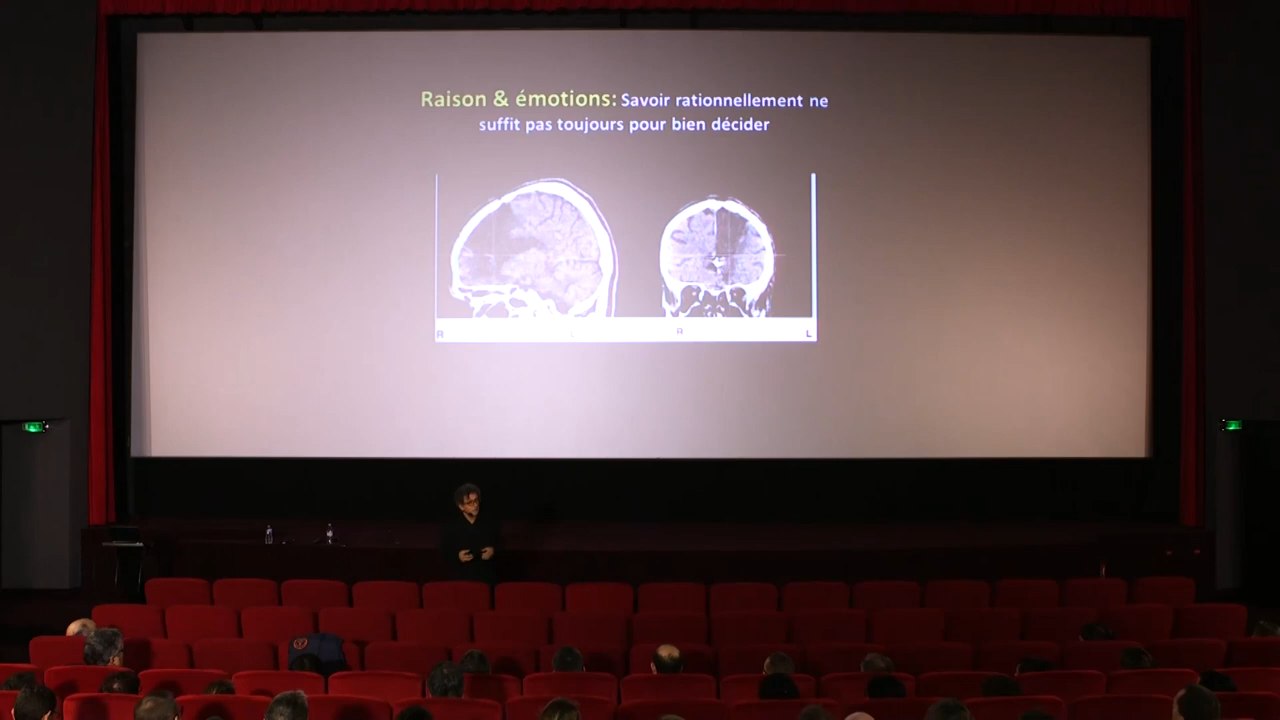 Raison & émotions: Savoir rationnellement ne
suffit pas toujours pour bien décider
R L R L